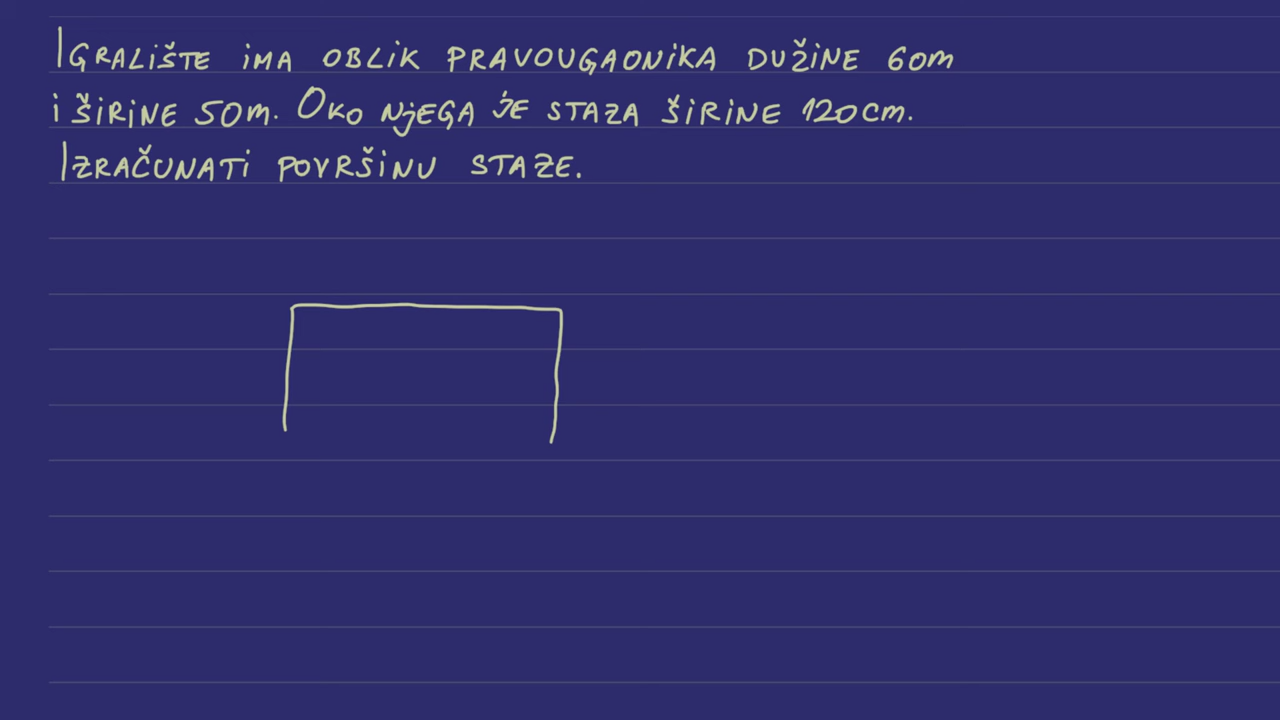 IGRALIŠTE IMA OBLIK PRAVOUGAONIKA DUŽINE 60m
i ŠIRINE 50m. OKO NJEGA JE STAZA ŠIRINE 120cm.
IZRAČUNATI POVRŠINU STAZE.